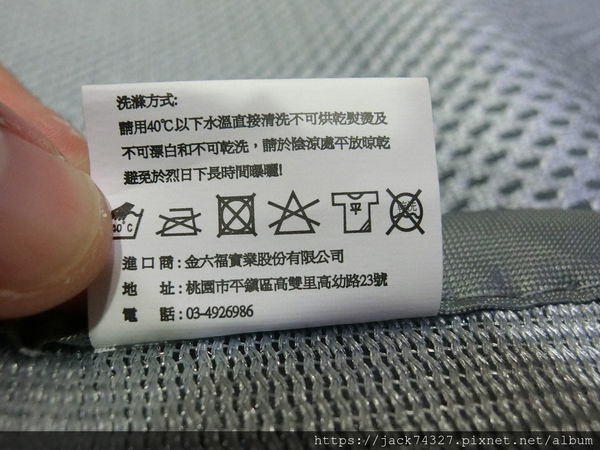 洗滌方式:
請用40℃以下水溫直接清洗不可烘乾熨燙及
不可漂白和不可乾洗，請於陰涼處平放晾乾
避免於烈日下長時間曝曬!
40°C 平
進口商:金六福實業股份有限公司
地 址:桃園市平鎮區高雙里高幼路23號
電 話:03-4926986
https://jack74327.pixnet.net/album